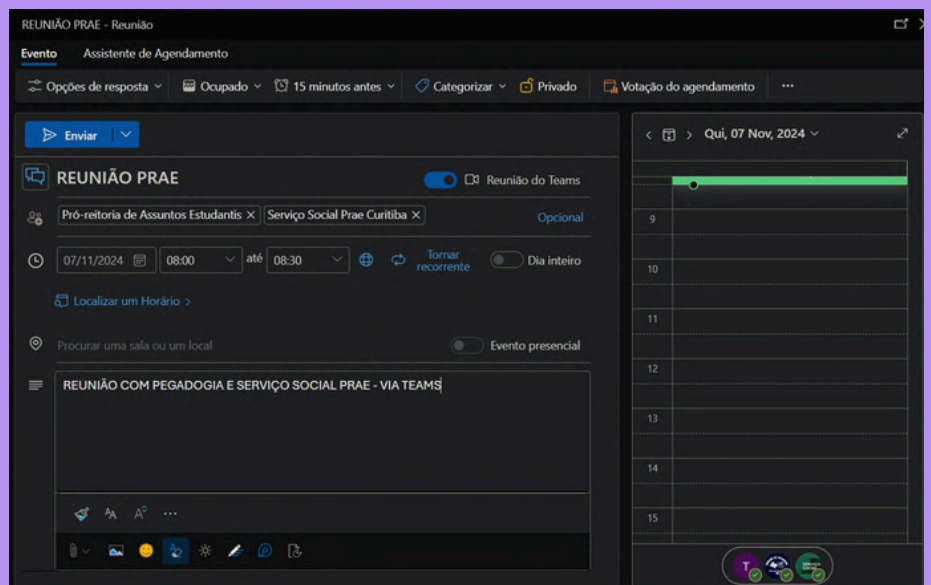 REUNIÃO PRAE - Reunião
Evento Assistente de Agendamento
Opções de resposta Ocupado 15 minutos antes Categorizar Privado Votação do agendamento ...
Enviar
Qui, 07 Nov, 2024
REUNIÃO PRAE
Reunião do Teams
Pró-reitoria de Assuntos Estudantis Serviço Social Prae Curitiba Opcional
07/11/2024 08:00 até 08:30 Tornar recorrente Dia inteiro
Localizar um Horário >
Procurar uma sala ou um local Evento presencial
REUNIÃO COM PEGADOGIA E SERVIÇO SOCIAL PRAE - VIA TEAMS
9
10
11
12
13
14
15
T